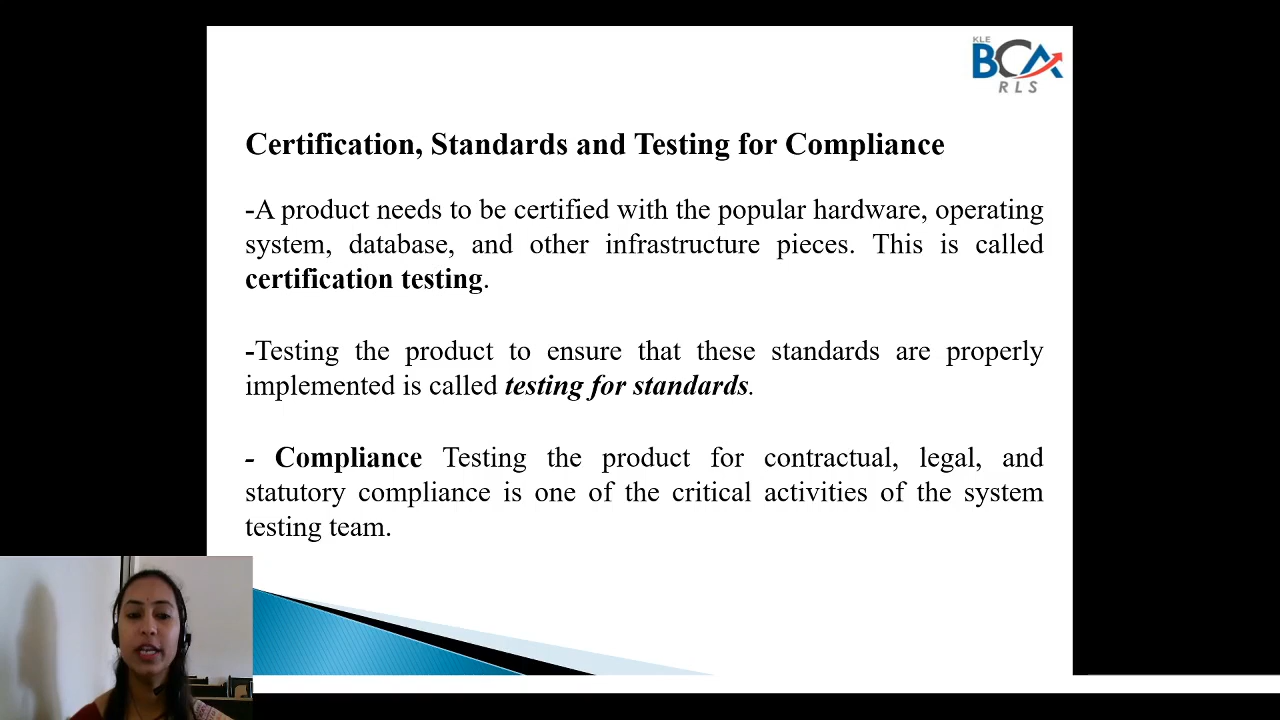 KLE
BCA
RLS
Certification, Standards and Testing for Compliance
-A product needs to be certified with the popular hardware, operating
system, database, and other infrastructure pieces. This is called
certification testing.
-Testing the product to ensure that these standards are properly
implemented is called testing for standards.
- Compliance Testing the product for contractual, legal, and
statutory compliance is one of the critical activities of the system
testing team.